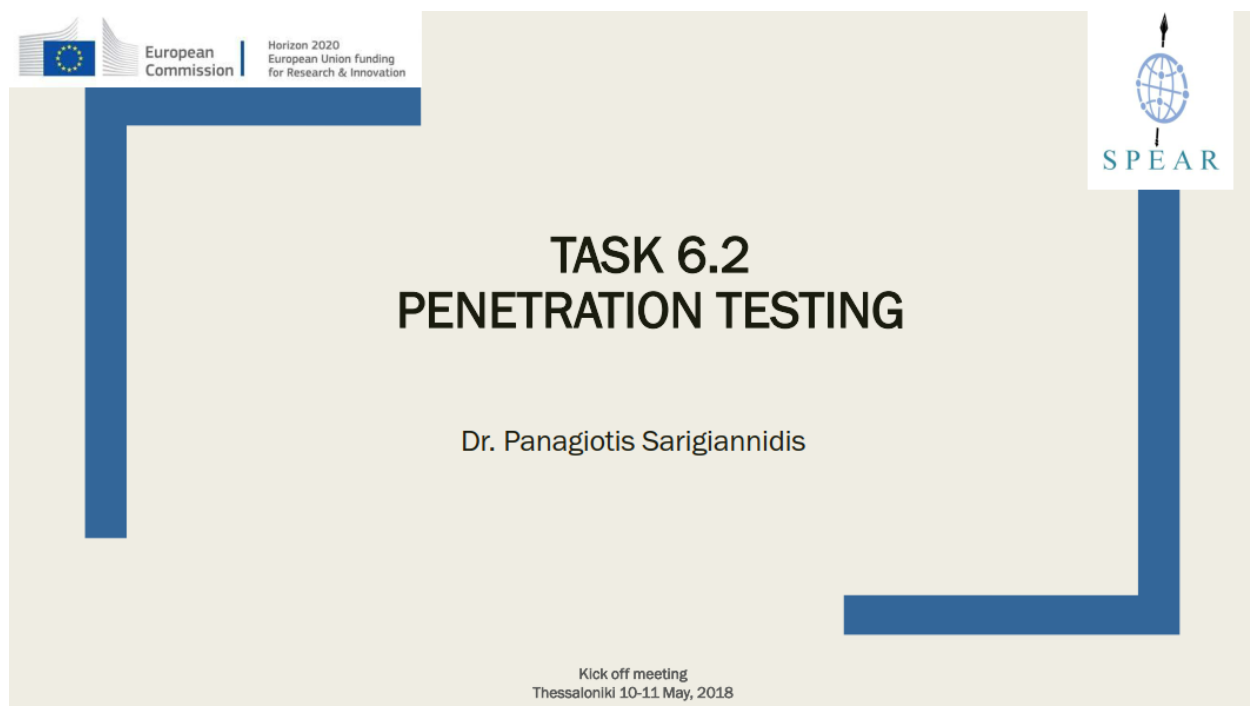 European
Commission
Horizon 2020
European Union funding
for Research & Innovation
SPEAR
TASK 6.2
PENETRATION TESTING
Dr. Panagiotis Sarigiannidis
Kick off meeting
Thessaloniki 10-11 May, 2018